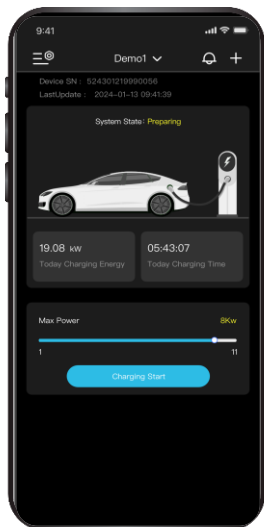 9:41
Demo1
Device SN : 524301219990056
LastUpdate : 2024-01-13 09:41:39
System State: Preparing
19.08 kW 05:43:07
Today Charging Energy Today Charging Time
Max Power 8Kw
1 11
Charging Start